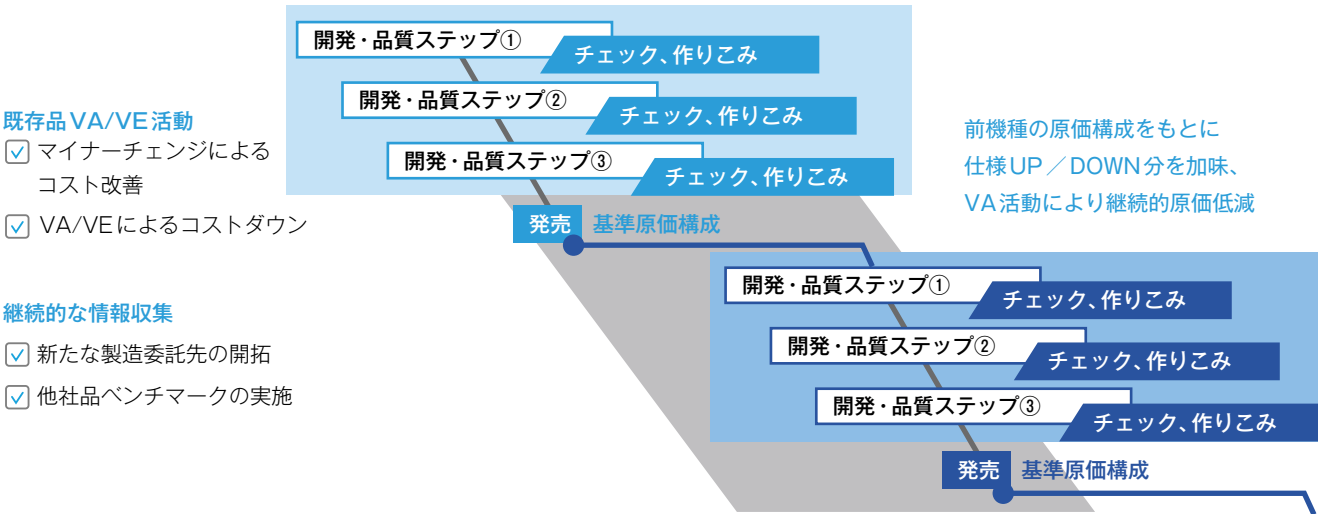 開発・品質ステップ①
チェック、作りこみ
開発・品質ステップ②
チェック、作りこみ
開発・品質ステップ③
チェック、作りこみ
発売 基準原価構成
既存品VA/VE活動
マイナーチェンジによる
コスト改善
VA/VEによるコストダウン
継続的な情報収集
新たな製造委託先の開拓
他社品ベンチマークの実施
前機種の原価構成をもとに
仕様UP／DOWN分を加味、
VA活動により継続的原価低減
開発・品質ステップ①
チェック、作りこみ
開発・品質ステップ②
チェック、作りこみ
開発・品質ステップ③
チェック、作りこみ
発売 基準原価構成